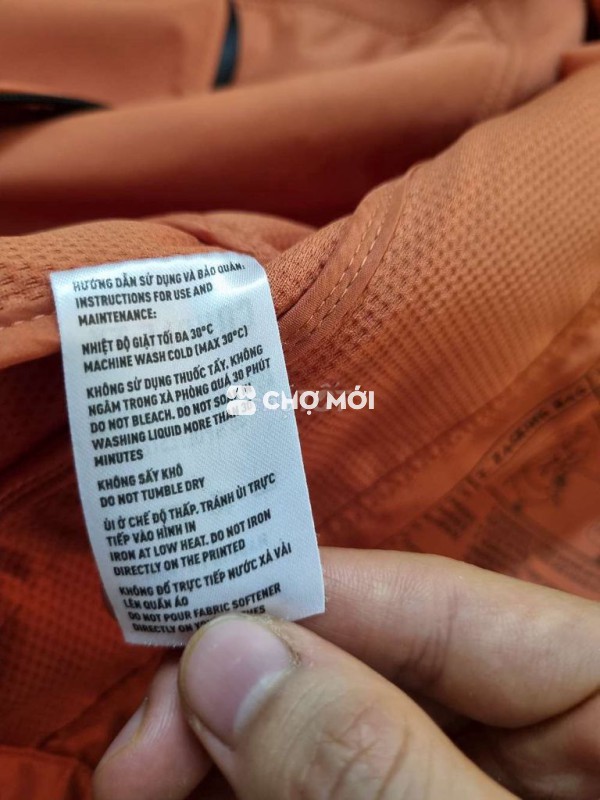 HƯỚNG DẪN SỬ DỤNG VÀ BẢO QUẢN:
INSTRUCTIONS FOR USE AND
MAINTENANCE:
NHIỆT ĐỘ GIẶT TỐI ĐA 30°C
MACHINE WASH COLD (MAX 30°C)
KHÔNG SỬ DỤNG THUỐC TẨY, KHÔNG
NGÂM TRONG XÀ PHÒNG QUÁ 30 PHÚT
DO NOT BLEACH. DO NOT
WASHING LIQUID MORE
MINUTES
KHÔNG SẤY KHÔ
DO NOT TUMBLE DRY
ỦI Ở CHẾ ĐỘ THẤP. TRÁNH ỦI TRỰC
TIẾP VÀO HÌNH IN
IRON AT LOW HEAT. DO NOT IRON
DIRECTLY ON THE PRINTED
KHÔNG ĐỔ TRỰC TIẾP NƯỚC XẢ VẢI
LÊN QUẦN ÁO
DO NOT POUR FABRIC SOFTENER
DIRECTLY ON
CHỢ MỚI